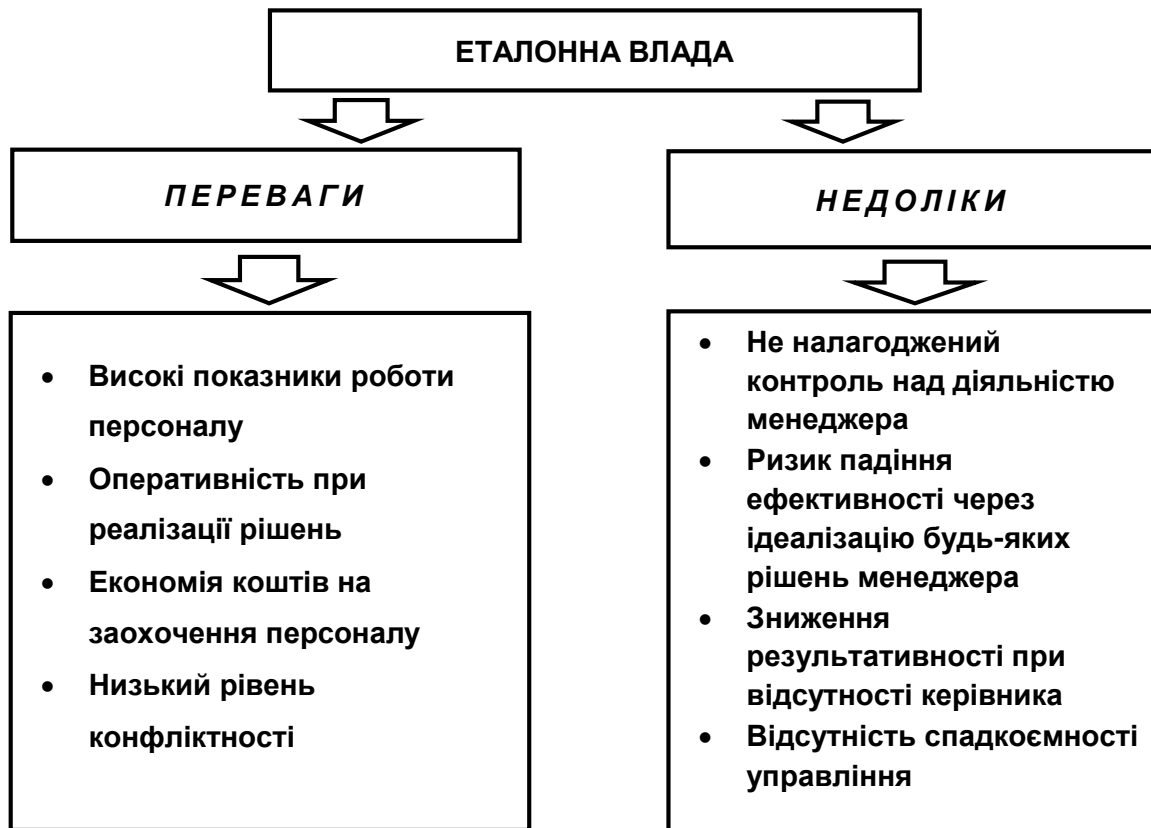 ЕТАЛОННА ВЛАДА
ПЕРЕВАГИ
НЕДОЛІКИ
• Високі показники роботи
персоналу
• Оперативність при
реалізації рішень
• Економія коштів на
заохочення персоналу
• Низький рівень
конфліктності
• Не налагоджений
контроль над діяльністю
менеджера
• Ризик падіння
ефективності через
ідеалізацію будь-яких
рішень менеджера
• Зниження
результативності при
відсутності керівника
• Відсутність спадкоємності
управління